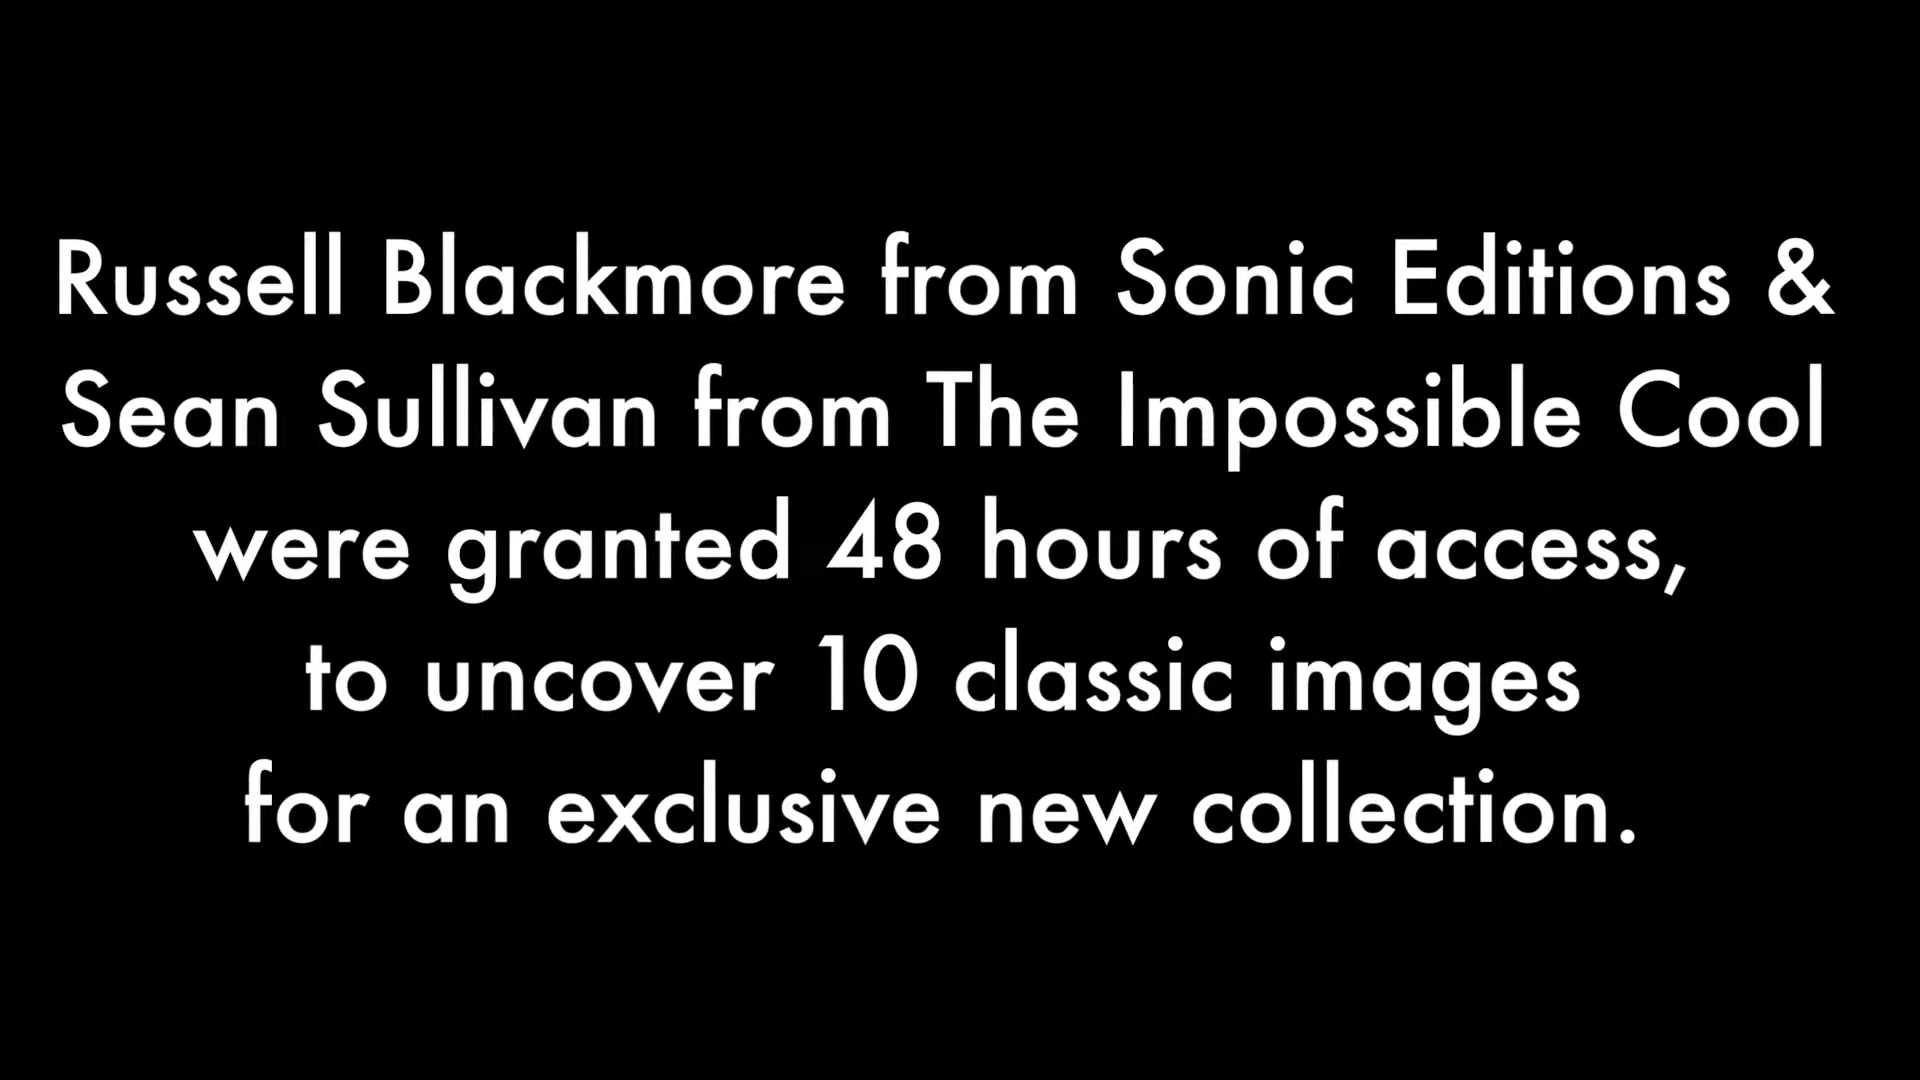 Russell Blackmore from Sonic Editions &
Sean Sullivan from The Impossible Cool
were granted 48 hours of access,
to uncover 10 classic images
for an exclusive new collection.